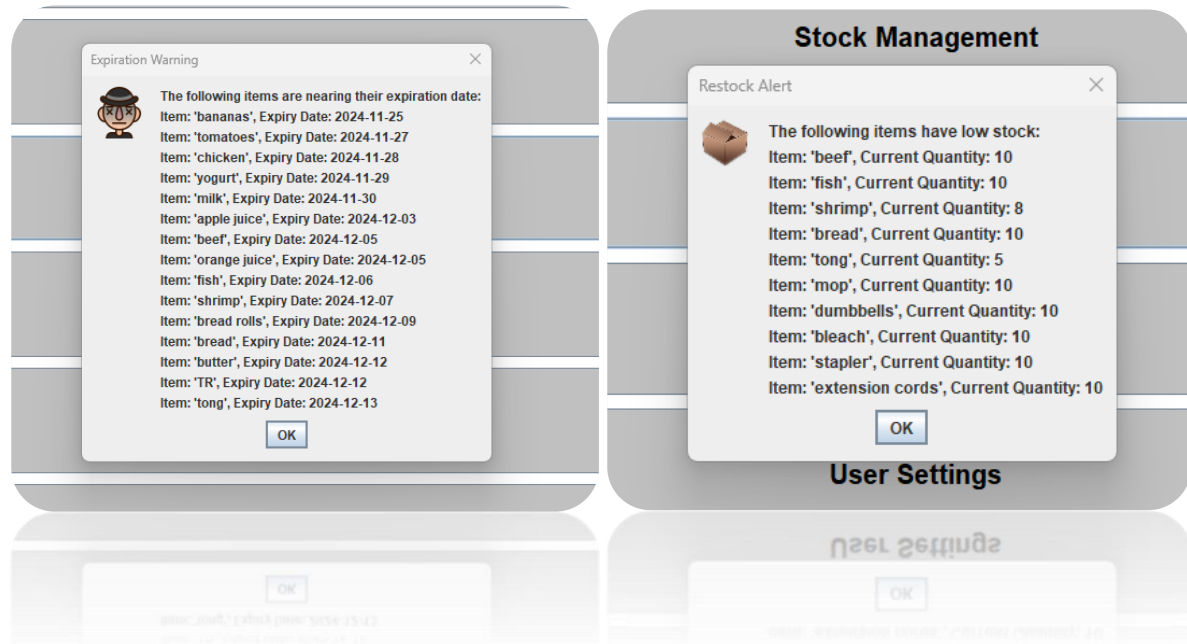 Expiration Warning
The following items are nearing their expiration date:
Item: 'bananas', Expiry Date: 2024-11-25
Item: 'tomatoes', Expiry Date: 2024-11-27
Item: 'chicken', Expiry Date: 2024-11-28
Item: 'yogurt', Expiry Date: 2024-11-29
Item: 'milk', Expiry Date: 2024-11-30
Item: 'apple juice', Expiry Date: 2024-12-03
Item: 'beef', Expiry Date: 2024-12-05
Item: 'orange juice', Expiry Date: 2024-12-05
Item: 'fish', Expiry Date: 2024-12-06
Item: 'shrimp', Expiry Date: 2024-12-07
Item: 'bread rolls', Expiry Date: 2024-12-09
Item: 'bread', Expiry Date: 2024-12-11
Item: 'butter', Expiry Date: 2024-12-12
Item: 'TR', Expiry Date: 2024-12-12
Item: 'tong', Expiry Date: 2024-12-13
OK
Stock Management
Restock Alert
The following items have low stock:
Item: 'beef', Current Quantity: 10
Item: 'fish', Current Quantity: 10
Item: 'shrimp', Current Quantity: 8
Item: 'bread', Current Quantity: 10
Item: 'tong', Current Quantity: 5
Item: 'mop', Current Quantity: 10
Item: 'dumbbells', Current Quantity: 10
Item: 'bleach', Current Quantity: 10
Item: 'stapler', Current Quantity: 10
Item: 'extension cords', Current Quantity: 10
OK
User Settings